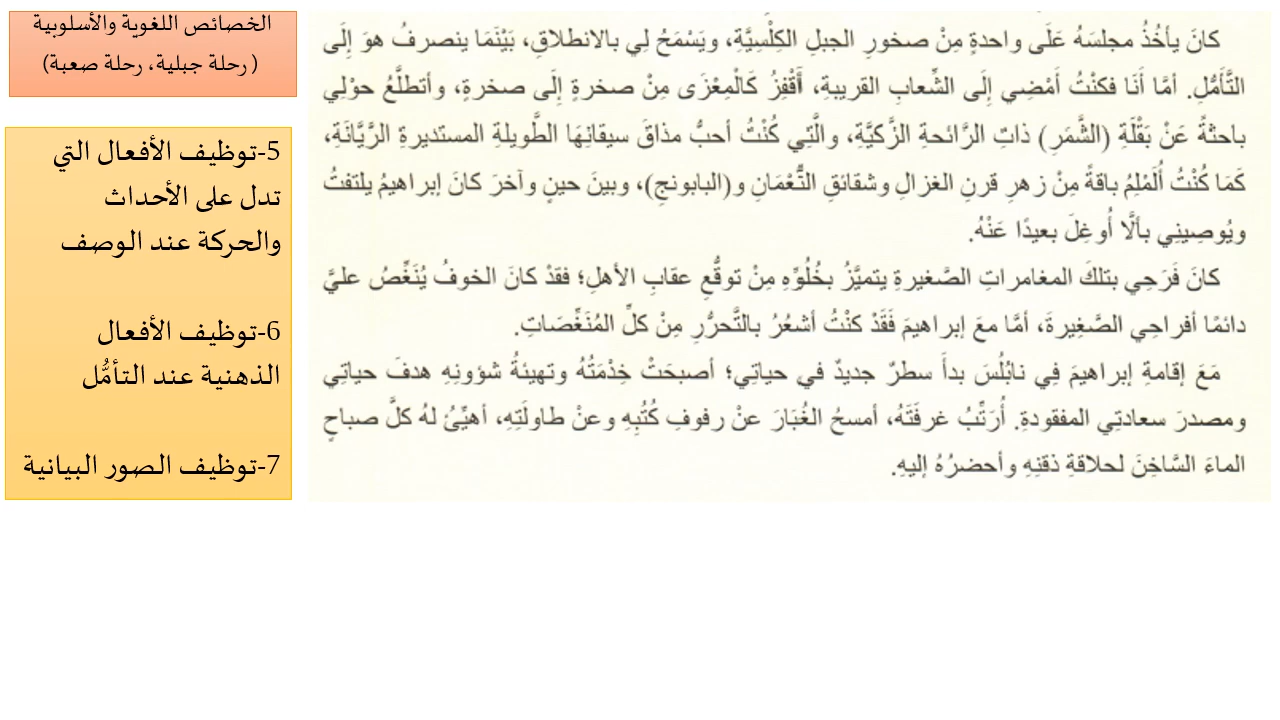 الخصائص اللغوية والأسلوبية
( رحلة جبلية، رحلة صعبة)
5-توظيف الأفعال التي
تدل على الأحداث
والحركة عند الوصف
6-توظيف الأفعال
الذهنية عند التأمُّل
7-توظيف الصور البيانية
كانَ يأخُذُ مجلسَهُ عَلَى واحدةٍ مِنْ صخورِ الجبلِ الكِلْسِيَّةِ، ويَسْمَحُ لِي بالانطلاقِ، بَيْنَمَا ينصرفُ هوَ إِلَى
التَّأَمُّلِ. أمَّا أَنَا فكنْتُ أَمْضِي إِلَى الشِّعابِ القريبةِ، أَقْفِزُ كَالْمِعْزَى مِنْ صخرةٍ إِلَى صخرةٍ، وأتطلَّعُ حوْلِي
باحثةً عَنْ بَقْلَةِ (الشَّمَرِ) ذاتِ الرَّائحةِ الزَّكيَّةِ، والَّتِي كُنْتُ أحبُّ مذاقَ سيقانِهَا الطَّويلةِ المستديرةِ الرَّيَّانَةِ،
كَمَا كُنْتُ أُلَمْلِمُ باقةً مِنْ زهرِ قرنِ الغزالِ وشقائقِ النُّعْمَانِ و(البابونجِ)، وبينَ حينٍ وآخرَ كانَ إبراهيمُ يلتفتُ
ويُوصِينِي بألَّا أُوغِلَ بعيدًا عَنْهُ.
كانَ فَرَحِي بتلكَ المغامراتِ الصَّغيرةِ يتميَّزُ بخُلُوِّهِ مِنْ توقُّعِ عقابِ الأهلِ؛ فقدْ كانَ الخوفُ يُنَغِّصُ عليَّ
دائمًا أفراحِي الصَّغِيرةَ، أمَّا معَ إبراهيمَ فَقَدْ كنْتُ أشعُرُ بالتَّحرُّرِ مِنْ كلِّ المُنَغِّصَاتِ.
مَعَ إقامةِ إبراهيمَ فِي نابُلُسَ بدأَ سطرٌ جديدٌ في حياتِي؛ أصبحَتْ خِدْمَتُهُ وتهيئةُ شؤونِهِ هدفَ حياتِي
ومصدرَ سعادتِي المفقودةِ. أُرَتِّبُ غرفَتَهُ، أمسحُ الغُبَارَ عنْ رفوفِ كُتُبِهِ وعنْ طاولَتِهِ، أهيِّئُ لهُ كلَّ صباحٍ
الماءَ السَّاخِنَ لحلاقةِ ذقنِهِ وأحضرُهُ إليهِ.